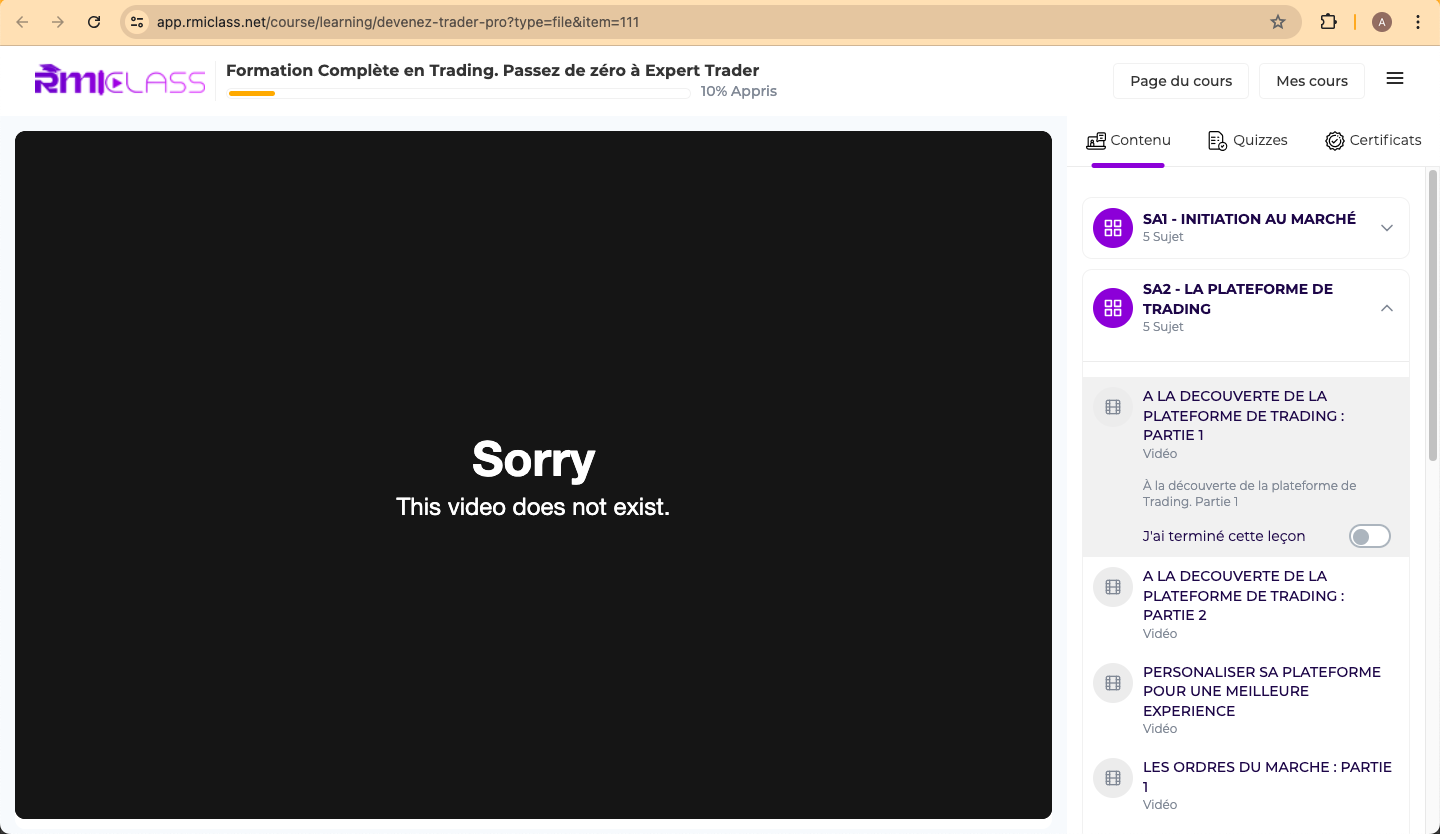 app.rmiclass.net/course/learning/devenez-trader-pro?type=file&item=111
A
RMICLASS
Formation Complète en Trading. Passez de zéro à Expert Trader
10% Appris
Page du cours
Mes cours
Sorry
This video does not exist.
Contenu
Quizzes
Certificats
SA1 - INITIATION AU MARCHÉ
5 Sujet
SA2 - LA PLATEFORME DE
TRADING
5 Sujet
A LA DECOUVERTE DE LA
PLATEFORME DE TRADING :
PARTIE 1
Vidéo
À la découverte de la plateforme de
Trading. Partie 1
J'ai terminé cette leçon
A LA DECOUVERTE DE LA
PLATEFORME DE TRADING :
PARTIE 2
Vidéo
PERSONALISER SA PLATEFORME
POUR UNE MEILLEURE
EXPERIENCE
Vidéo
LES ORDRES DU MARCHE : PARTIE
1
Vidéo